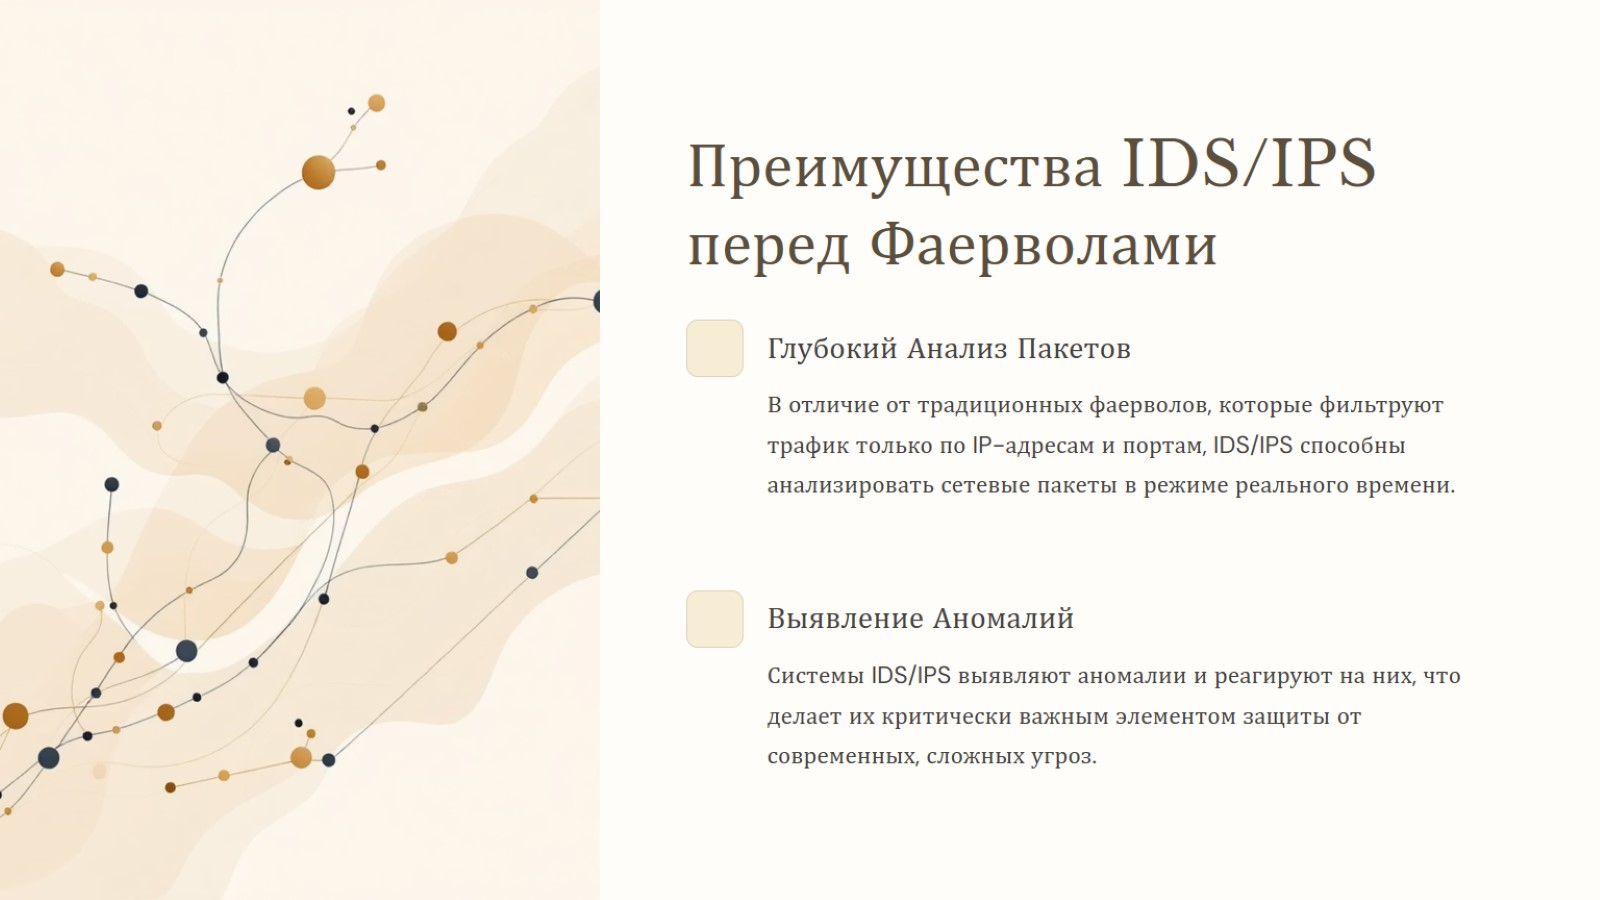 Преимущества IDS/IPS
перед Фаерволами
Глубокий Анализ Пакетов
В отличие от традиционных фаерволов, которые фильтруют
трафик только по IP-адресам и портам, IDS/IPS способны
анализировать сетевые пакеты в режиме реального времени.
Выявление Аномалий
Системы IDS/IPS выявляют аномалии и реагируют на них, что
делает их критически важным элементом защиты от
современных, сложных угроз.